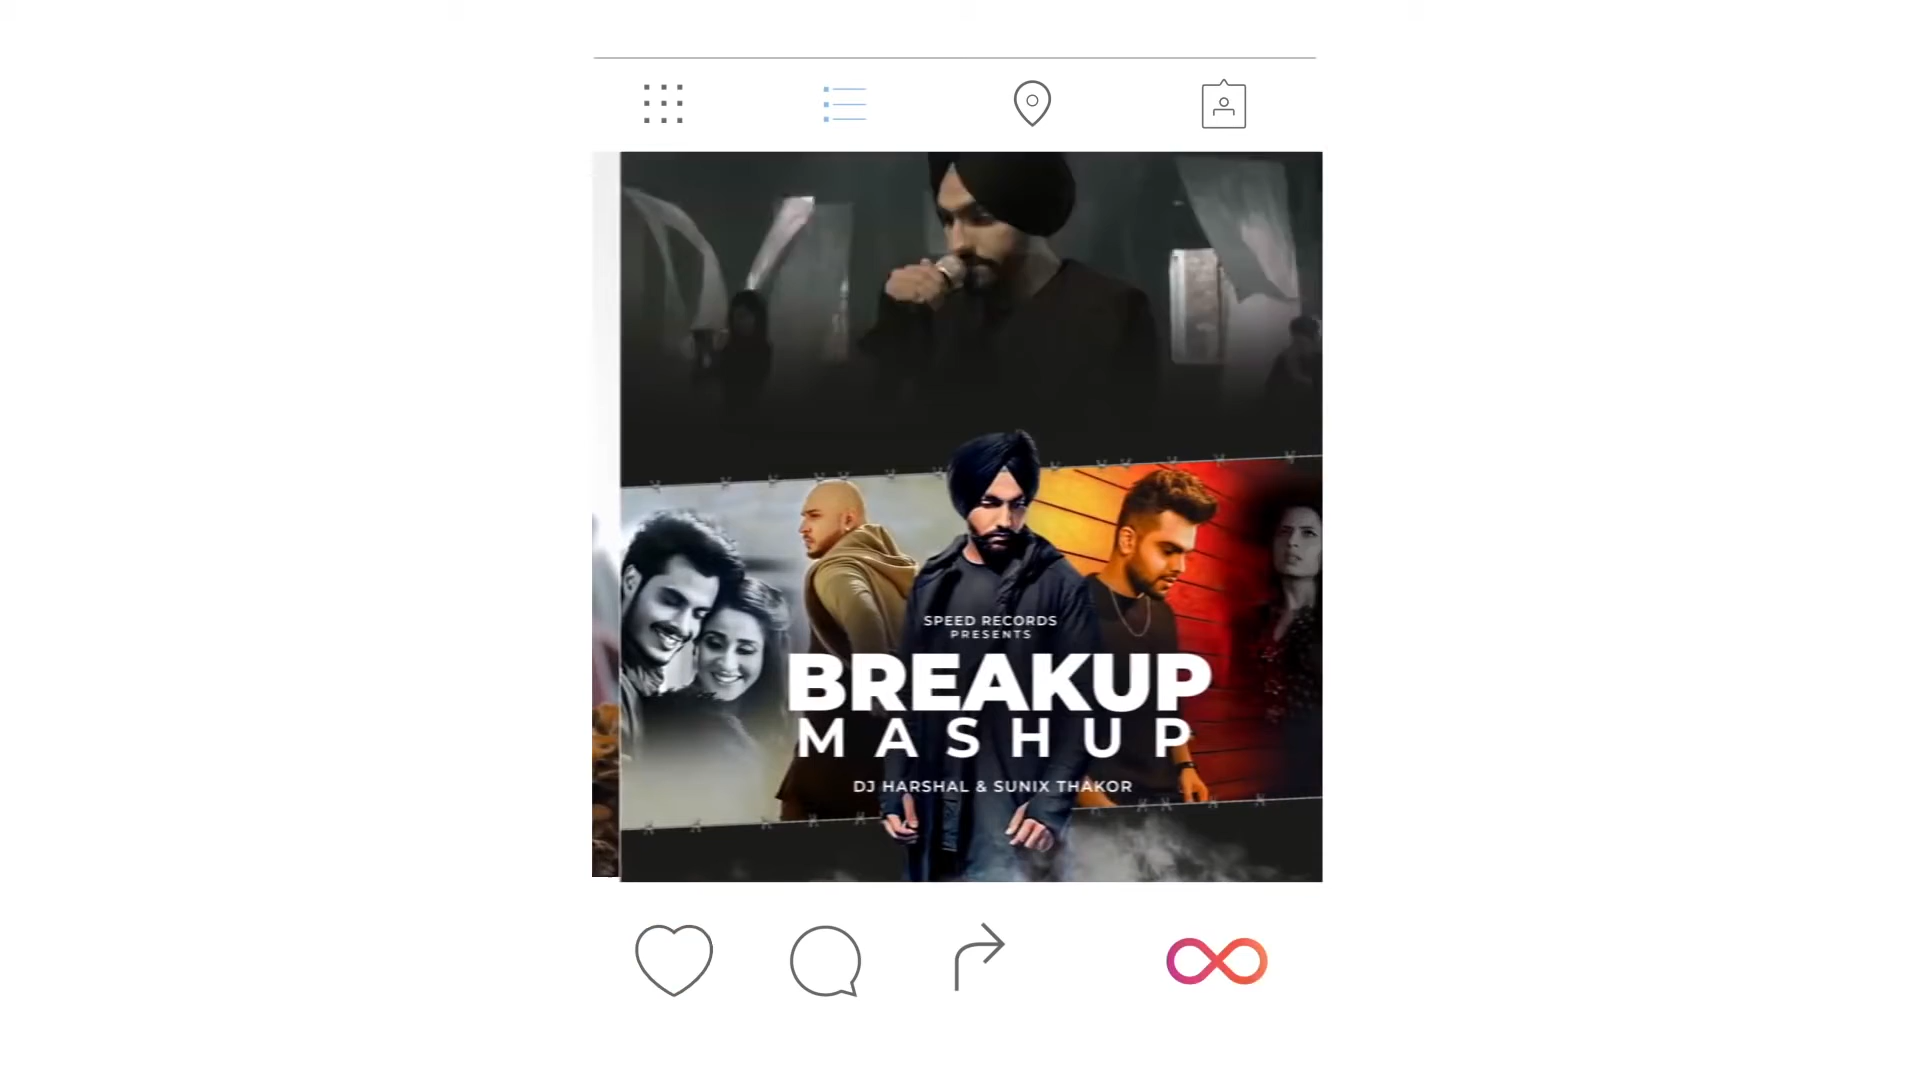 SPEED RECORDS
PRESENTS
BREAKUP
MASHUP
DJ HARSHAL & SUNIX THAKOR